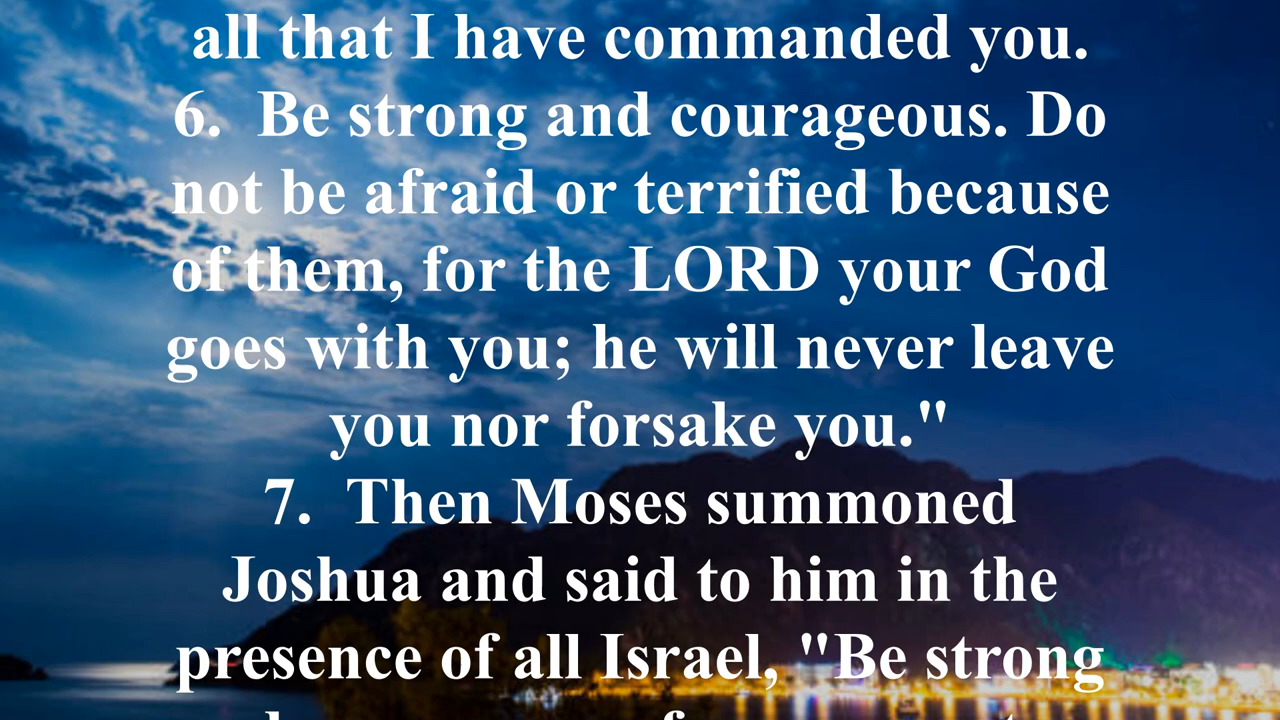 all that I have commanded you.
6.  Be strong and courageous. Do
not be afraid or terrified because
of them, for the LORD your God
goes with you; he will never leave
you nor forsake you."
7.  Then Moses summoned
Joshua and said to him in the
presence of all Israel, "Be strong